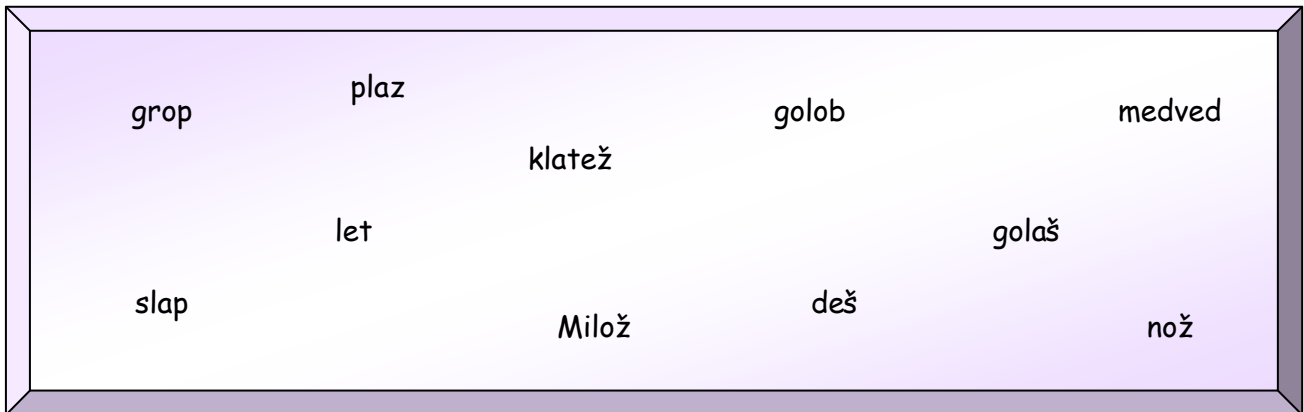 plaz
grop
golob
medved
klatež
let
golaš
slap
deš
Milož
nož